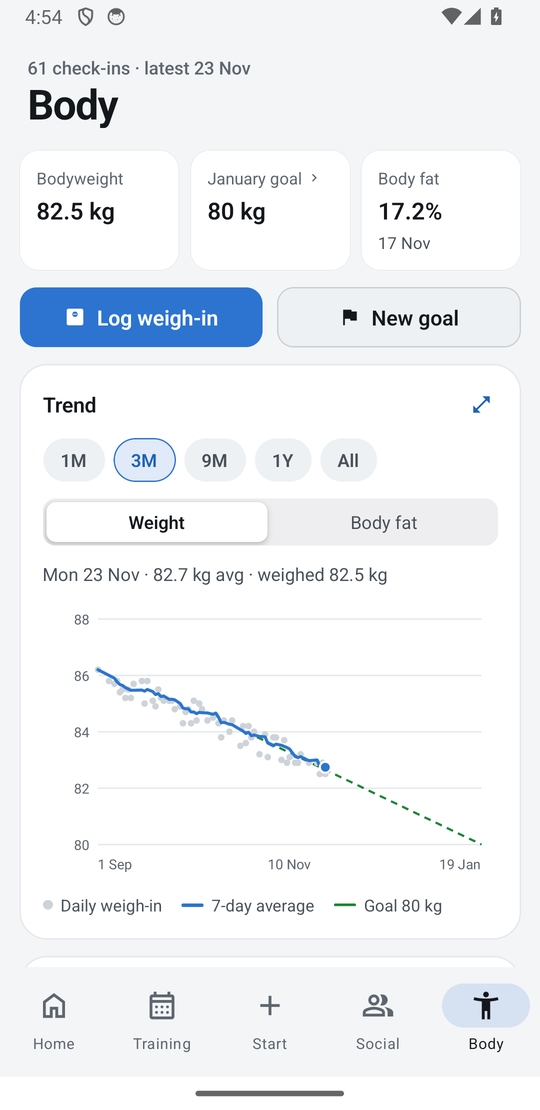 4:54
61 check-ins · latest 23 Nov
Body
Bodyweight
82.5 kg
January goal
80 kg
Body fat
17.2%
17 Nov
Log weigh-in
New goal
Trend
1M
3M
9M
1Y
All
Weight
Body fat
Mon 23 Nov · 82.7 kg avg · weighed 82.5 kg
88
86
84
82
80
1 Sep
10 Nov
19 Jan
Daily weigh-in
7-day average
Goal 80 kg
Home
Training
Start
Social
Body